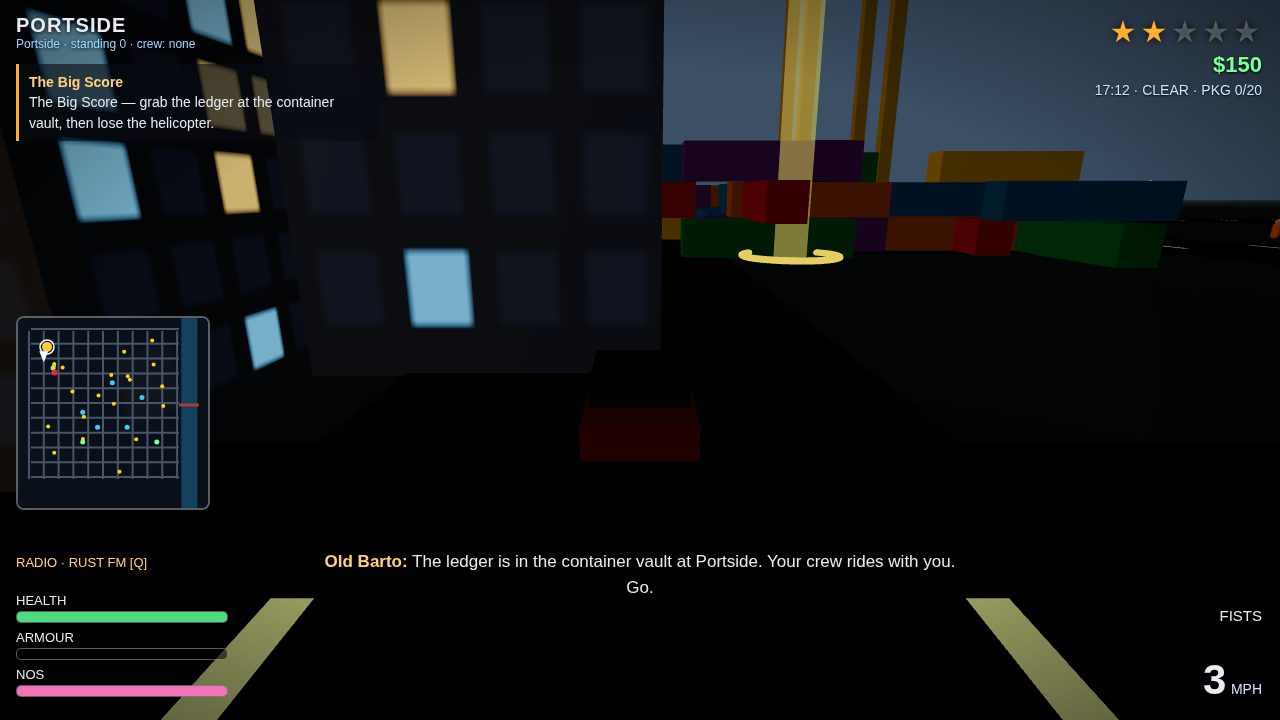 PORTSIDE
Portside · standing 0 · crew: none
The Big Score
The Big Score — grab the ledger at the container
vault, then lose the helicopter.
$150
17:12 · CLEAR · PKG 0/20
RADIO · RUST FM [Q]
Old Barto: The ledger is in the container vault at Portside. Your crew rides with you.
Go.
HEALTH
ARMOUR
NOS
FISTS
3 MPH